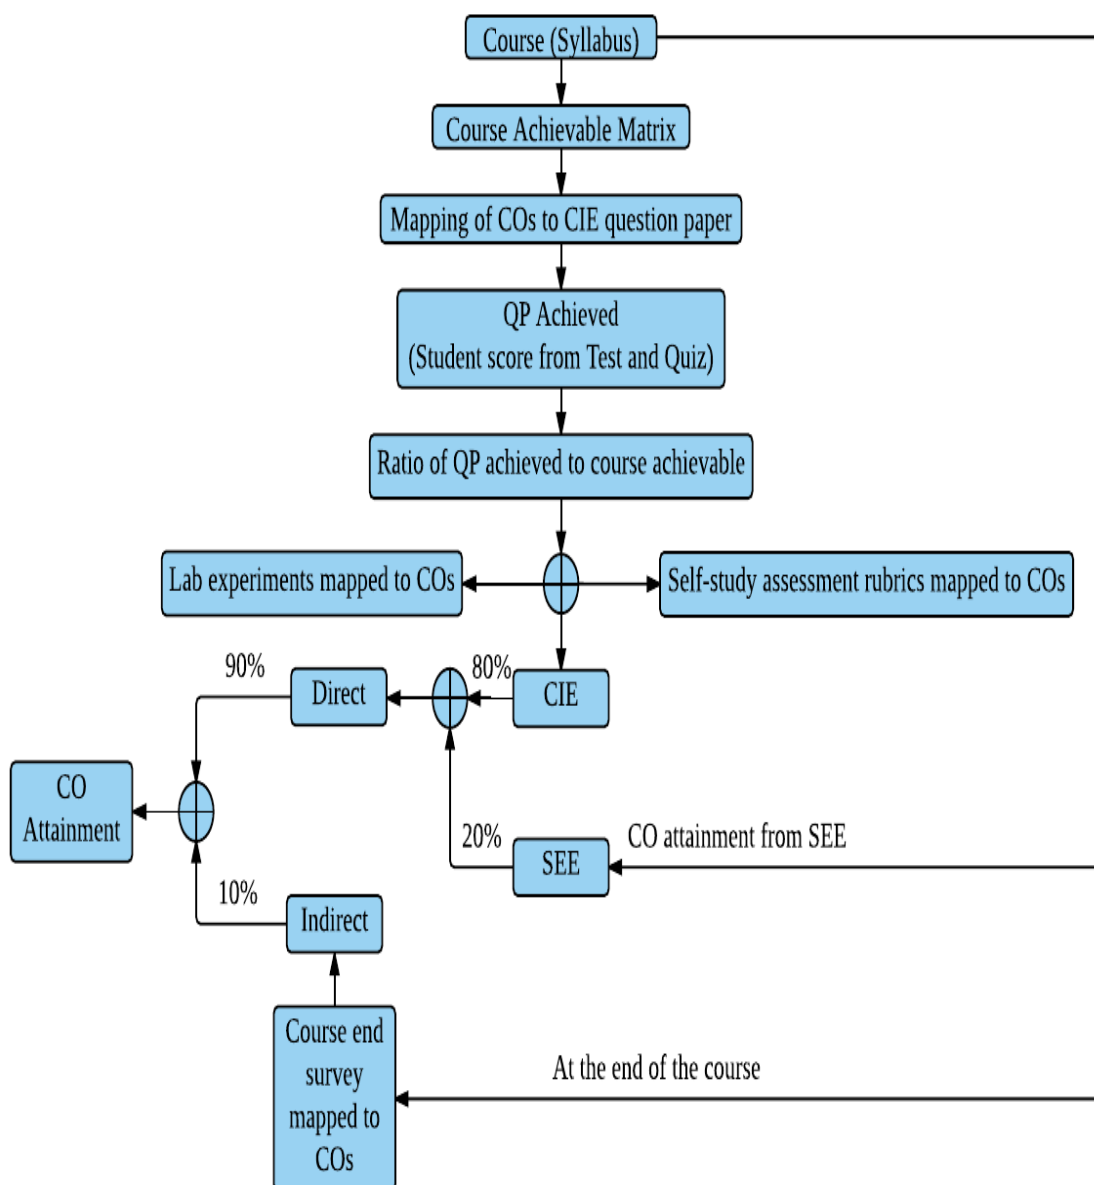 Course (Syllabus)
Course Achievable Matrix
Mapping of COs to CIE question paper
QP Achieved
(Student score from Test and Quiz)
Ratio of QP achieved to course achievable
Lab experiments mapped to COs
Self-study assessment rubrics mapped to COs
90%
Direct
80%
CIE
CO
Attainment
20%
SEE
CO attainment from SEE
10%
Indirect
Course end
survey
mapped to
COs
At the end of the course